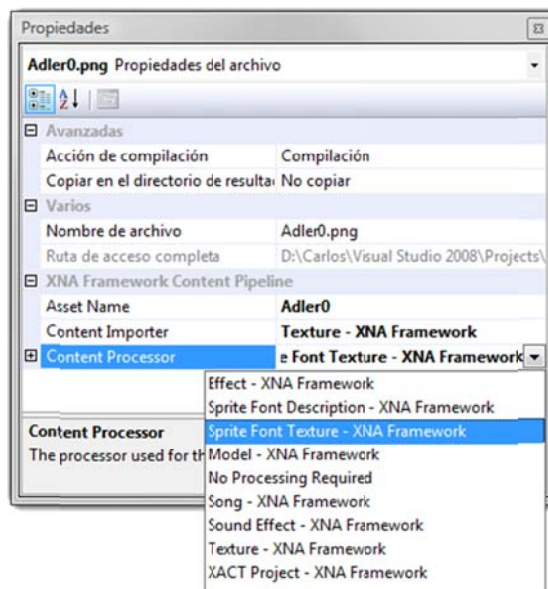 Propiedades
Adler0.png Propiedades del archivo
Avanzadas
Acción de compilación Compilación
Copiar en el directorio de resulta No copiar
Varios
Nombre de archivo Adler0.png
Ruta de acceso completa D:\Carlos\Visual Studio 2008\Projects\
XNA Framework Content Pipeline
Asset Name Adler0
Content Importer Texture - XNA Framework
Content Processor e Font Texture - XNA Framework
Effect - XNA Framework
Sprite Font Description - XNA Framework
Sprite Font Texture - XNA Framework
Model - XNA Framework
No Processing Required
Song - XNA Framework
Sound Effect - XNA Framework
Texture - XNA Framework
XACT Project - XNA Framework
Content Processor
The processor used for th